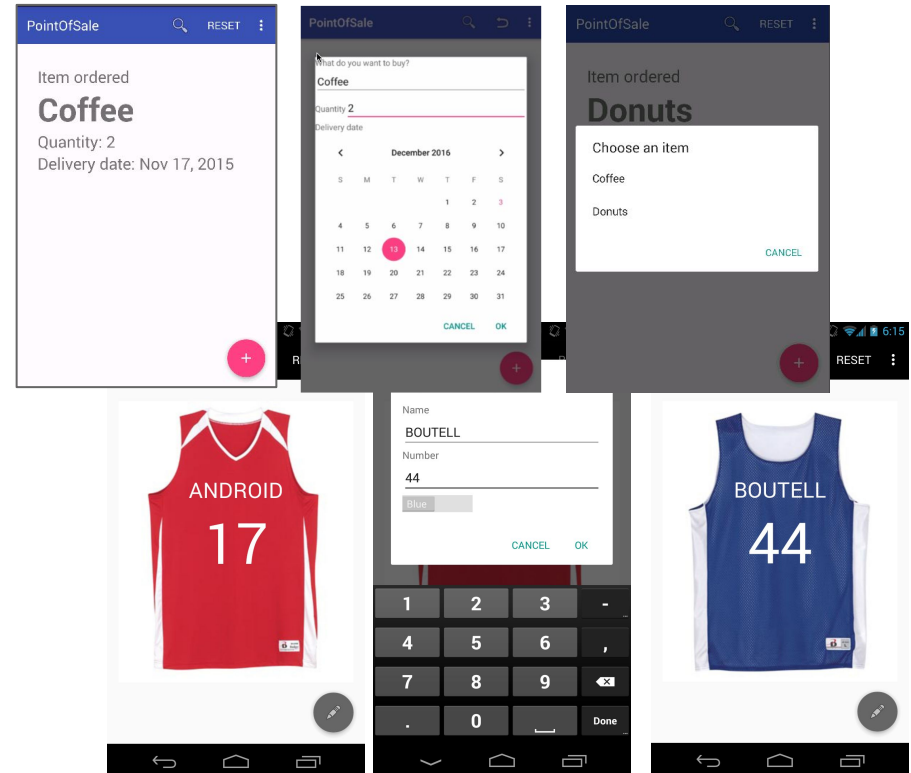 PointOfSale RESET
Item ordered
Coffee
Quantity: 2
Delivery date: Nov 17, 2015
+
PointOfSale
What do you want to buy?
Coffee
Quantity 2
Delivery date
< December 2016 >
S M T W T F S
1 2 3
4 5 6 7 8 9 10
11 12 13 14 15 16 17
18 19 20 21 22 23 24
25 26 27 28 29 30 31
CANCEL OK
+
PointOfSale RESET
Item ordered
Donuts
Choose an item
Coffee
Donuts
CANCEL
+
R
ANDROID
17
Name
BOUTELL
Number
44
Blue
CANCEL OK
1 2 3 -
4 5 6 ,
7 8 9
. 0 Done
6:15
RESET
BOUTELL
44